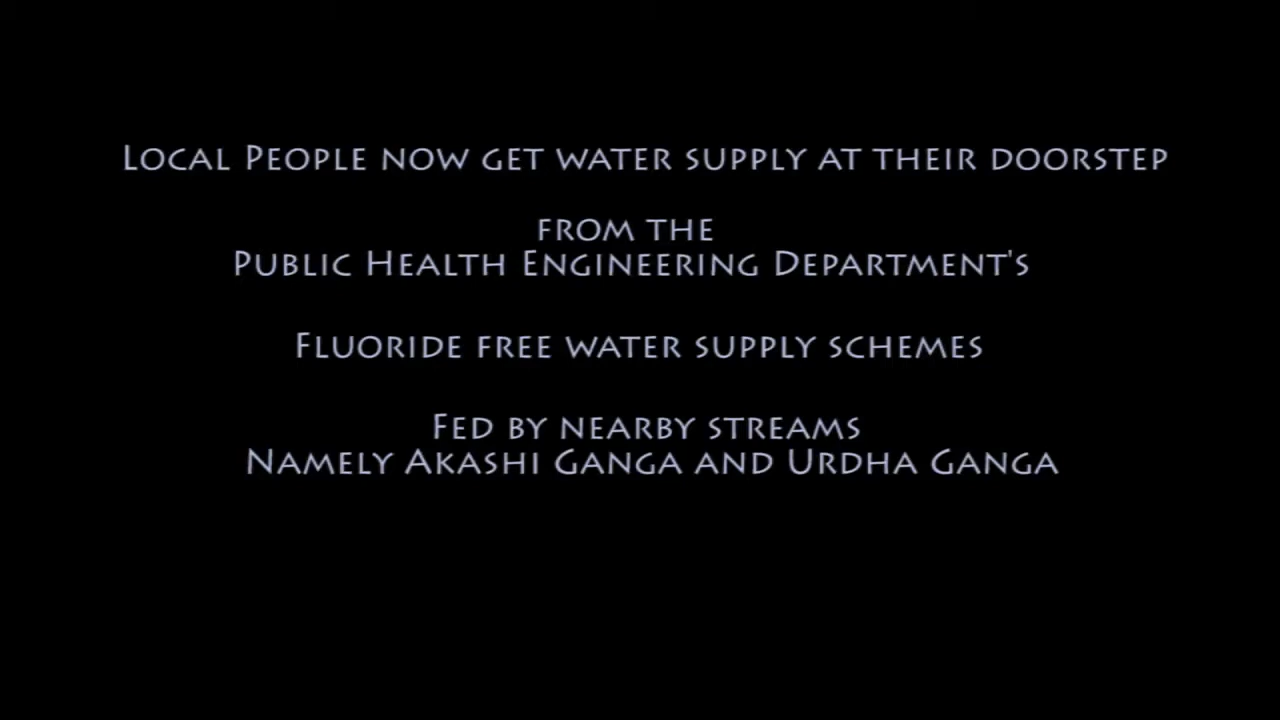 Local People now get water supply at their doorstep
from the
Public Health Engineering Department's
Fluoride free water supply schemes
Fed by nearby streams
Namely Akashi Ganga and Urdha Ganga